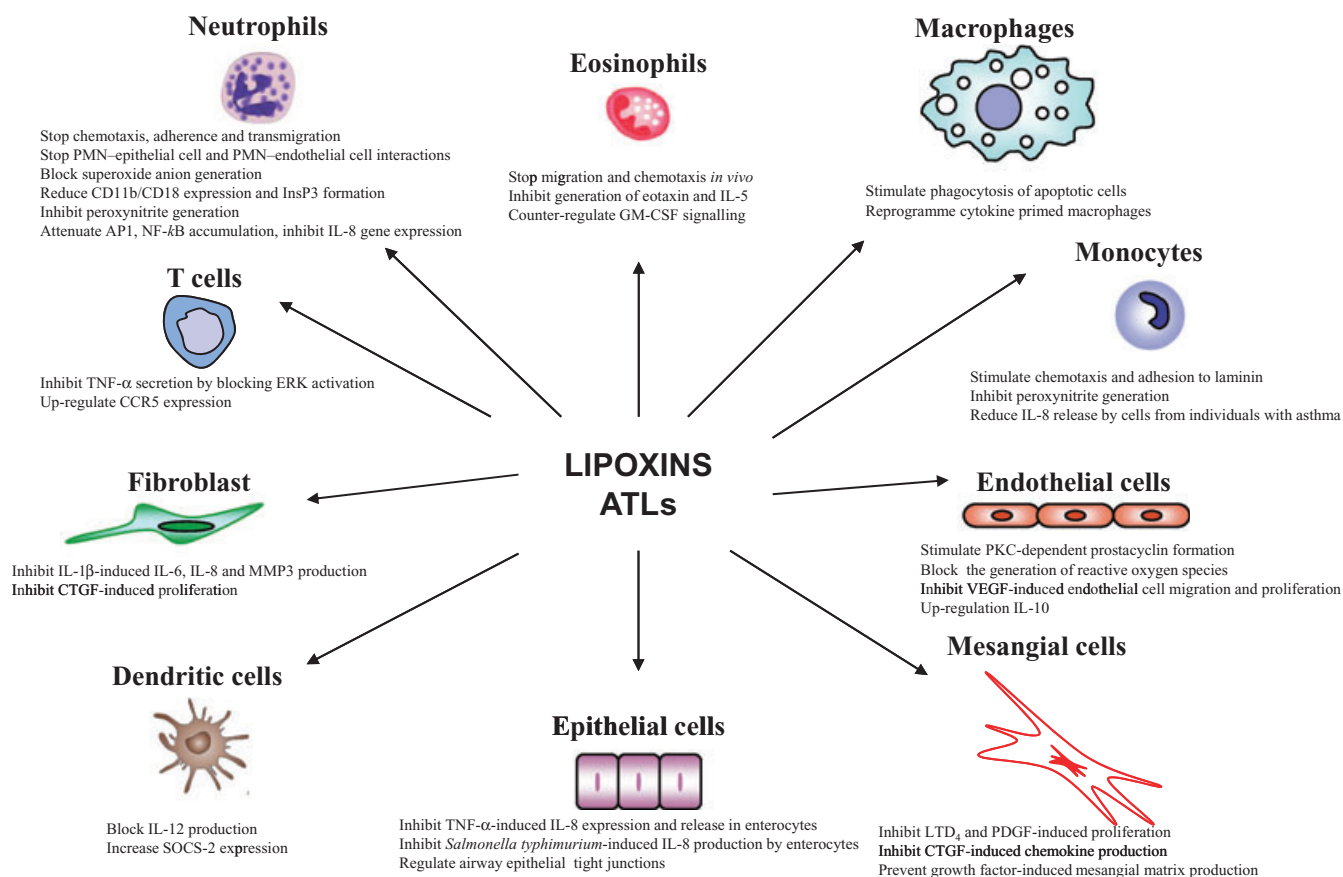 Neutrophils
Stop chemotaxis, adherence and transmigration
Stop PMN–epithelial cell and PMN–endothelial cell interactions
Block superoxide anion generation
Reduce CD11b/CD18 expression and InsP3 formation
Inhibit peroxynitrite generation
Attenuate AP1, NF-kB accumulation, inhibit IL-8 gene expression
Eosinophils
Stop migration and chemotaxis in vivo
Inhibit generation of eotaxin and IL-5
Counter-regulate GM-CSF signalling
Macrophages
Stimulate phagocytosis of apoptotic cells
Reprogramme cytokine primed macrophages
T cells
Inhibit TNF-α secretion by blocking ERK activation
Up-regulate CCR5 expression
Monocytes
Stimulate chemotaxis and adhesion to laminin
Inhibit peroxynitrite generation
Reduce IL-8 release by cells from individuals with asthma
LIPOXINS
ATLs
Fibroblast
Inhibit IL-1β-induced IL-6, IL-8 and MMP3 production
Inhibit CTGF-induced proliferation
Endothelial cells
Stimulate PKC-dependent prostacyclin formation
Block the generation of reactive oxygen species
Inhibit VEGF-induced endothelial cell migration and proliferation
Up-regulation IL-10
Dendritic cells
Block IL-12 production
Increase SOCS-2 expression
Epithelial cells
Inhibit TNF-α-induced IL-8 expression and release in enterocytes
Inhibit Salmonella typhimurium-induced IL-8 production by enterocytes
Regulate airway epithelial tight junctions
Mesangial cells
Inhibit LTD₄ and PDGF-induced proliferation
Inhibit CTGF-induced chemokine production
Prevent growth factor-induced mesangial matrix production